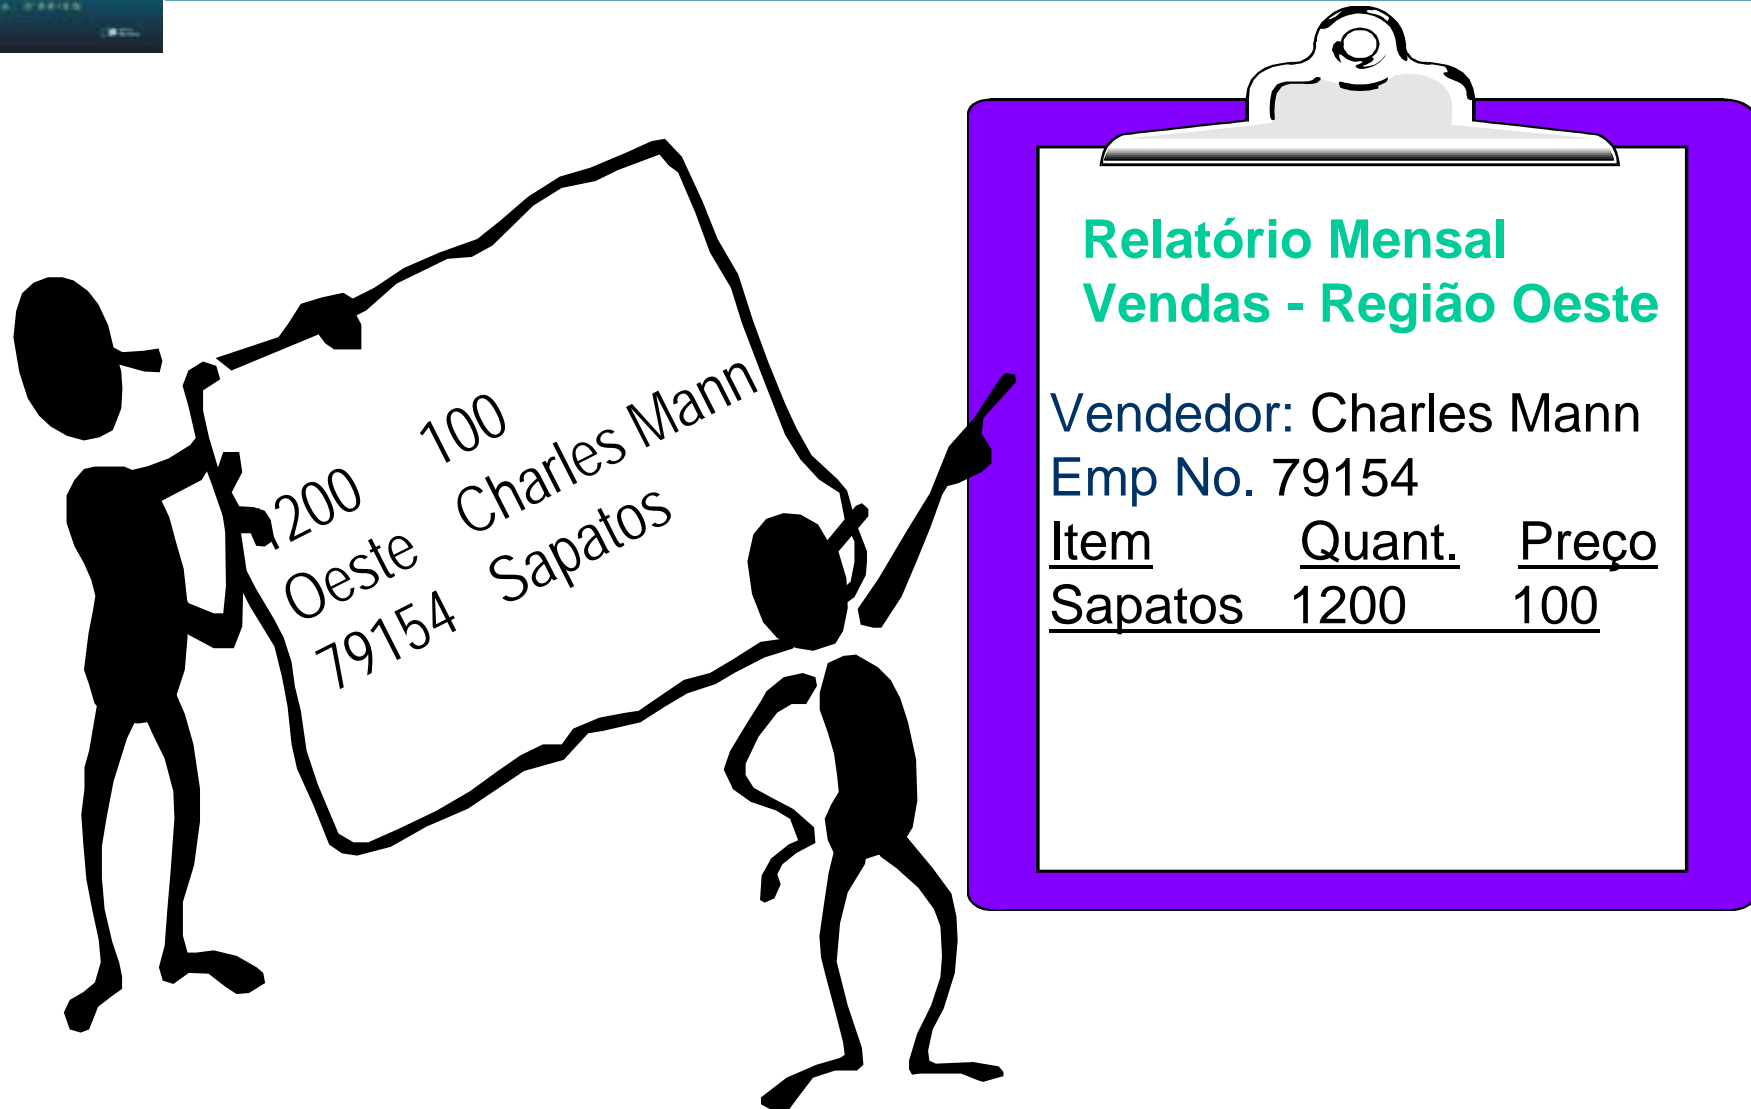 1200 100
Oeste Charles Mann
79154 Sapatos
Relatório Mensal
Vendas - Região Oeste
Vendedor: Charles Mann
Emp No. 79154
Item Quant. Preço
Sapatos 1200 100